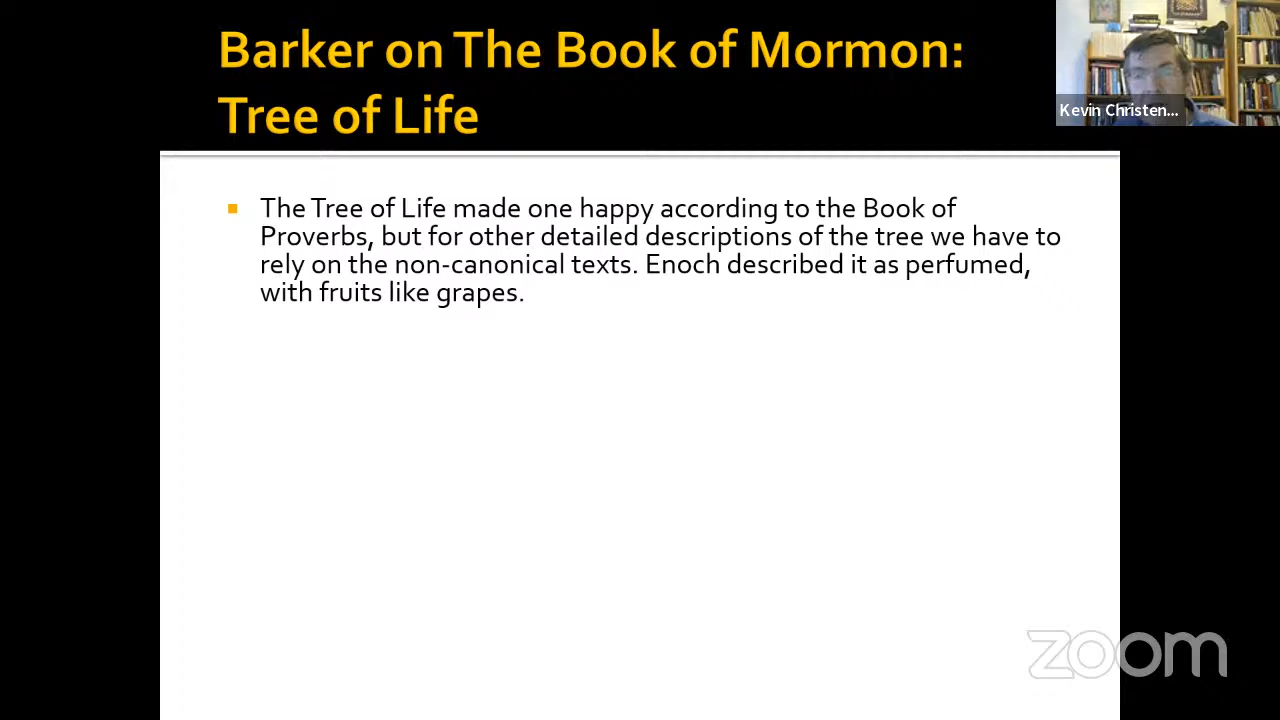 Barker on The Book of Mormon:
Tree of Life
Kevin Christen...
The Tree of Life made one happy according to the Book of
Proverbs, but for other detailed descriptions of the tree we have to
rely on the non-canonical texts. Enoch described it as perfumed,
with fruits like grapes.
zoom